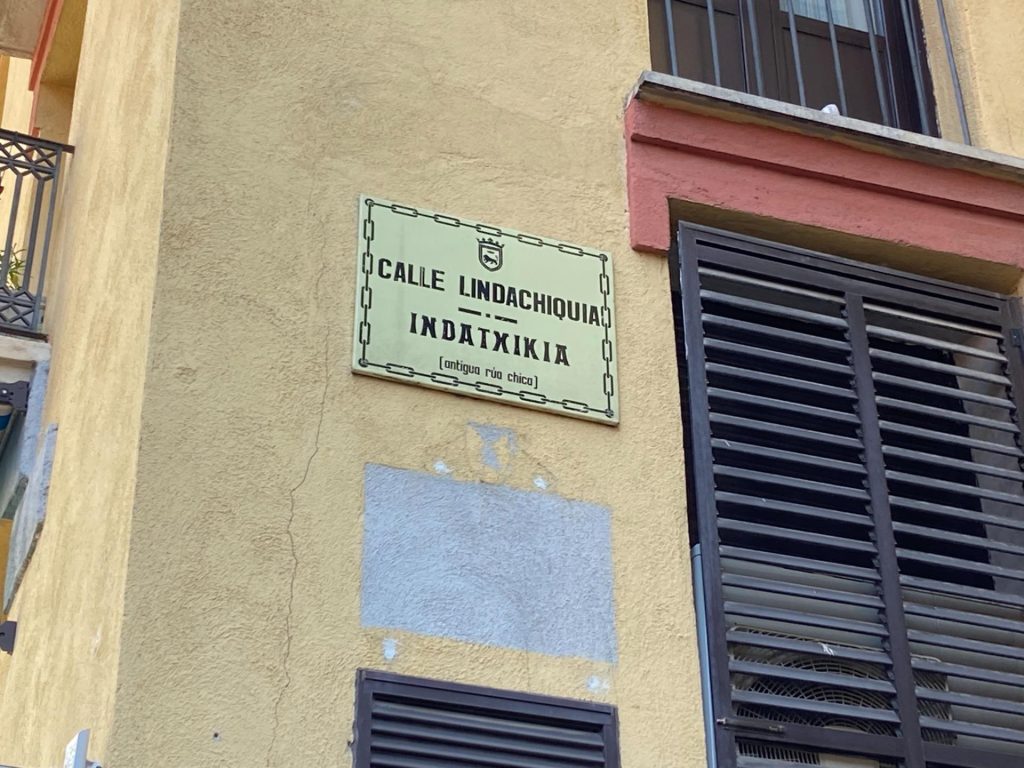 CALLE LINDACHIQUIA
INDATXIKIA
(antigua rúa chica)